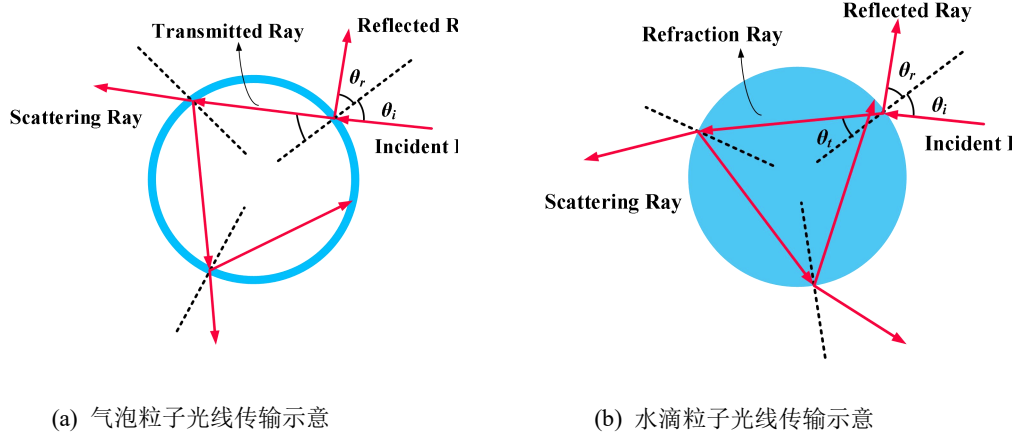 Transmitted Ray
Reflected R
θr
θi
Scattering Ray
Incident
(a) 气泡粒子光线传输示意
Reflected Ray
Refraction Ray
θr
θi
θt
Incident
Scattering Ray
(b) 水滴粒子光线传输示意